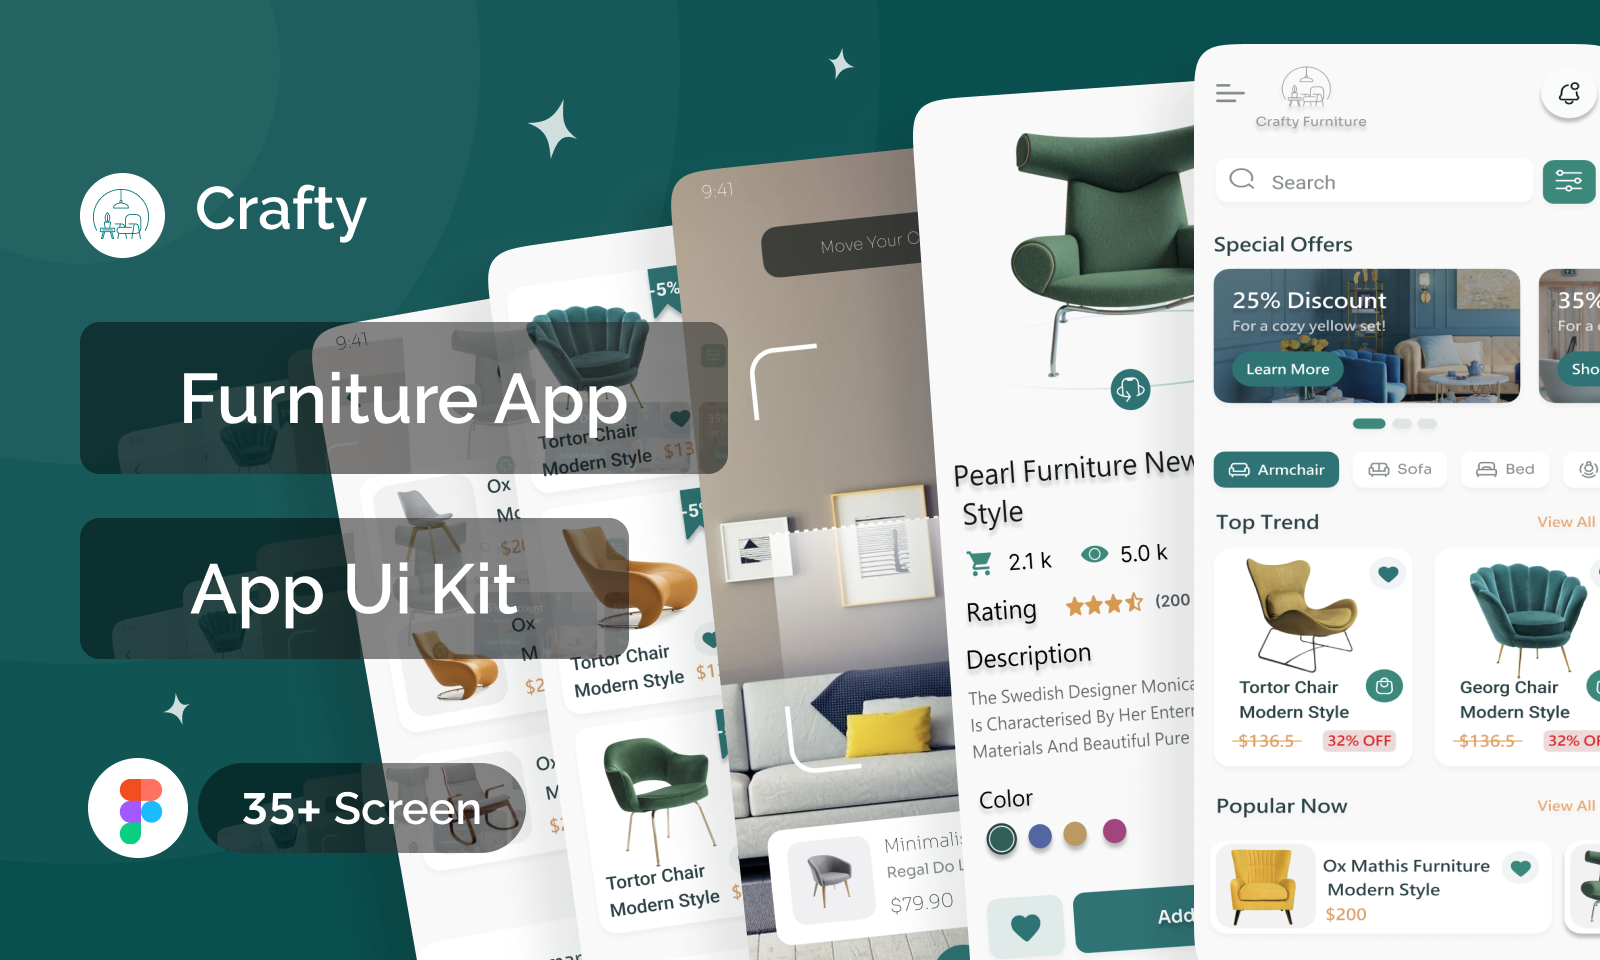 Crafty
Furniture App
App Ui Kit
35+ Screen
9:41
Ox
$2
Ox
M
$2
Ox
M
-5%
Tortor Chair
Modern Style
$13
-5%
Tortor Chair
Modern Style
$1
Tortor Chair
Modern Style
$
9:41
Move Your
Minimalis
Regal Do L
$79.90
Pearl Furniture New
Style
2.1 k
5.0 k
Rating
(200
Description
The Swedish Designer Monica
Is Characterised By Her Entern
Materials And Beautiful Pure
Color
Add
Crafty Furniture
Search
Special Offers
25% Discount
For a cozy yellow set!
Learn More
35%
For a
Sho
Armchair
Sofa
Bed
Top Trend
View All
Tortor Chair
Modern Style
$136.5
32% OFF
Georg Chair
Modern Style
$136.5
32% OF
Popular Now
View All
Ox Mathis Furniture
Modern Style
$200